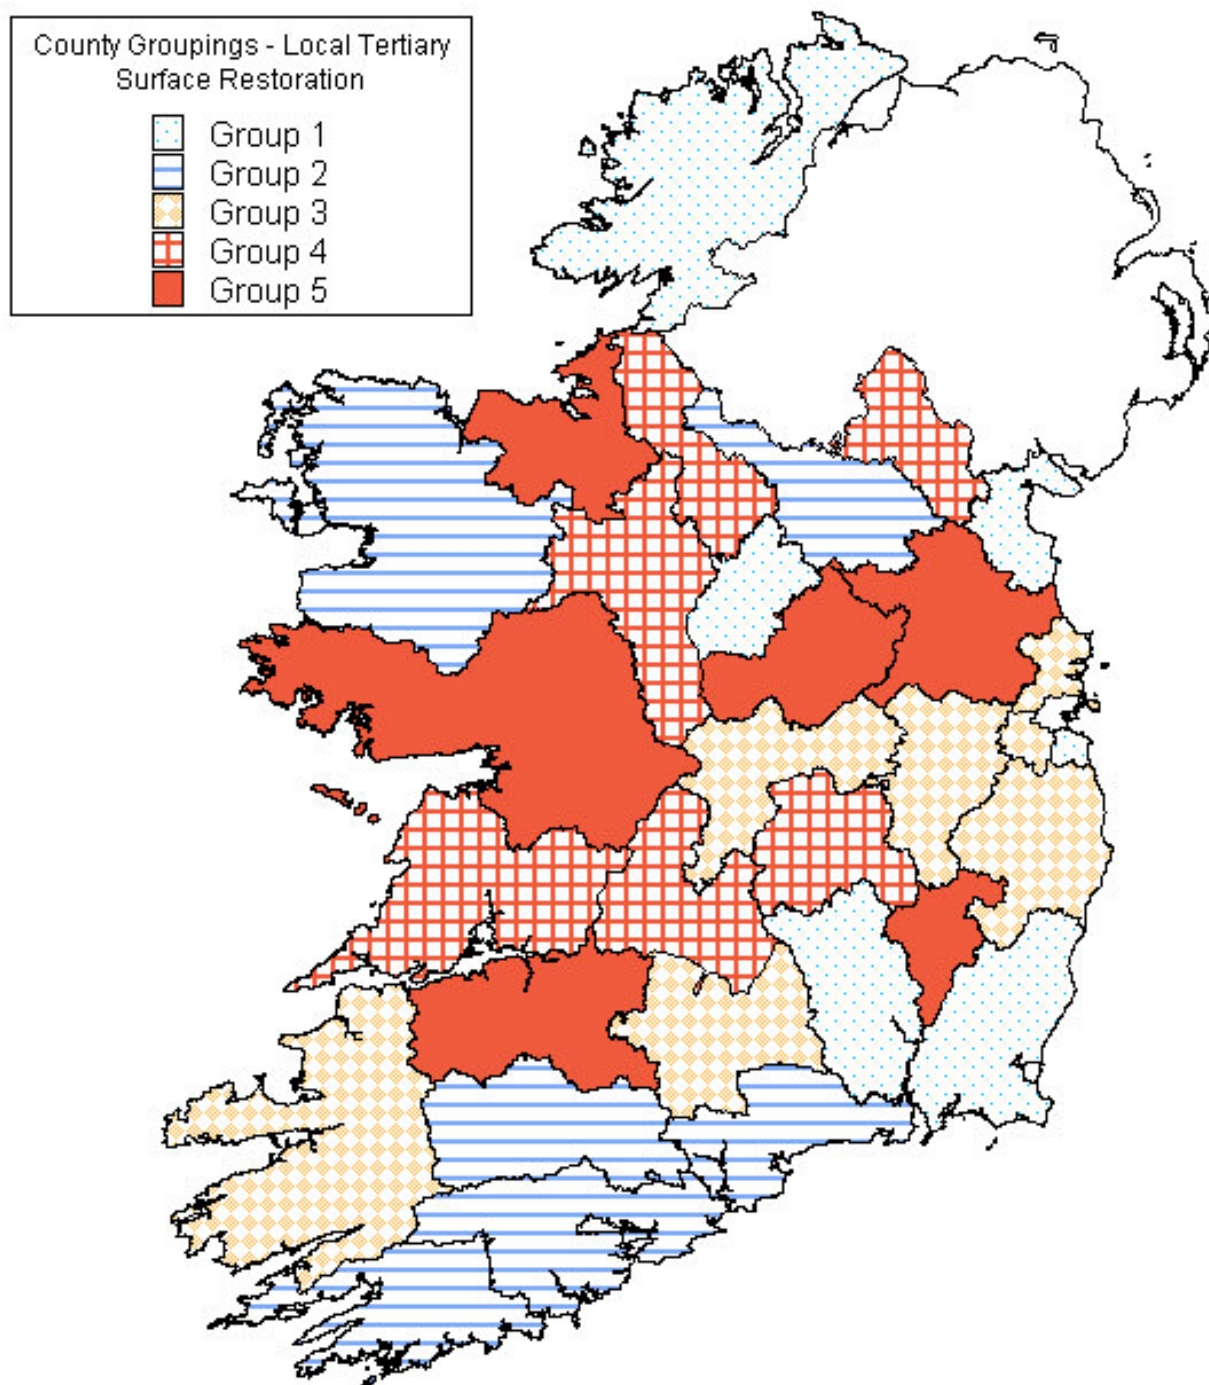 County Groupings - Local Tertiary
Surface Restoration
Group 1
Group 2
Group 3
Group 4
Group 5